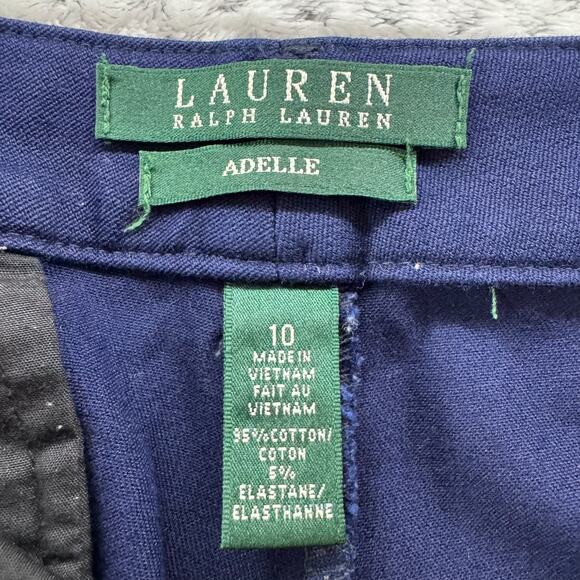 LAUREN
RALPH LAUREN
ADELLE
10
MADE IN
VIETNAM
FAIT AU
VIETNAM
95%COTTON/
COTON
5%
ELASTANE/
ELASTHANNE